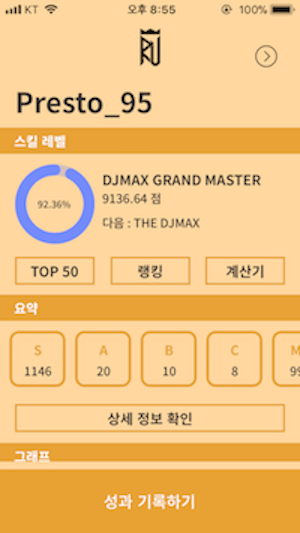 KT 오후 8:55 100%
Presto_95
스킬 레벨
92.36%
DJMAX GRAND MASTER
9136.64 점
다음 : THE DJMAX
TOP 50 랭킹 계산기
요약
S A B C M
1146 20 10 8 99
상세 정보 확인
그래프
성과 기록하기